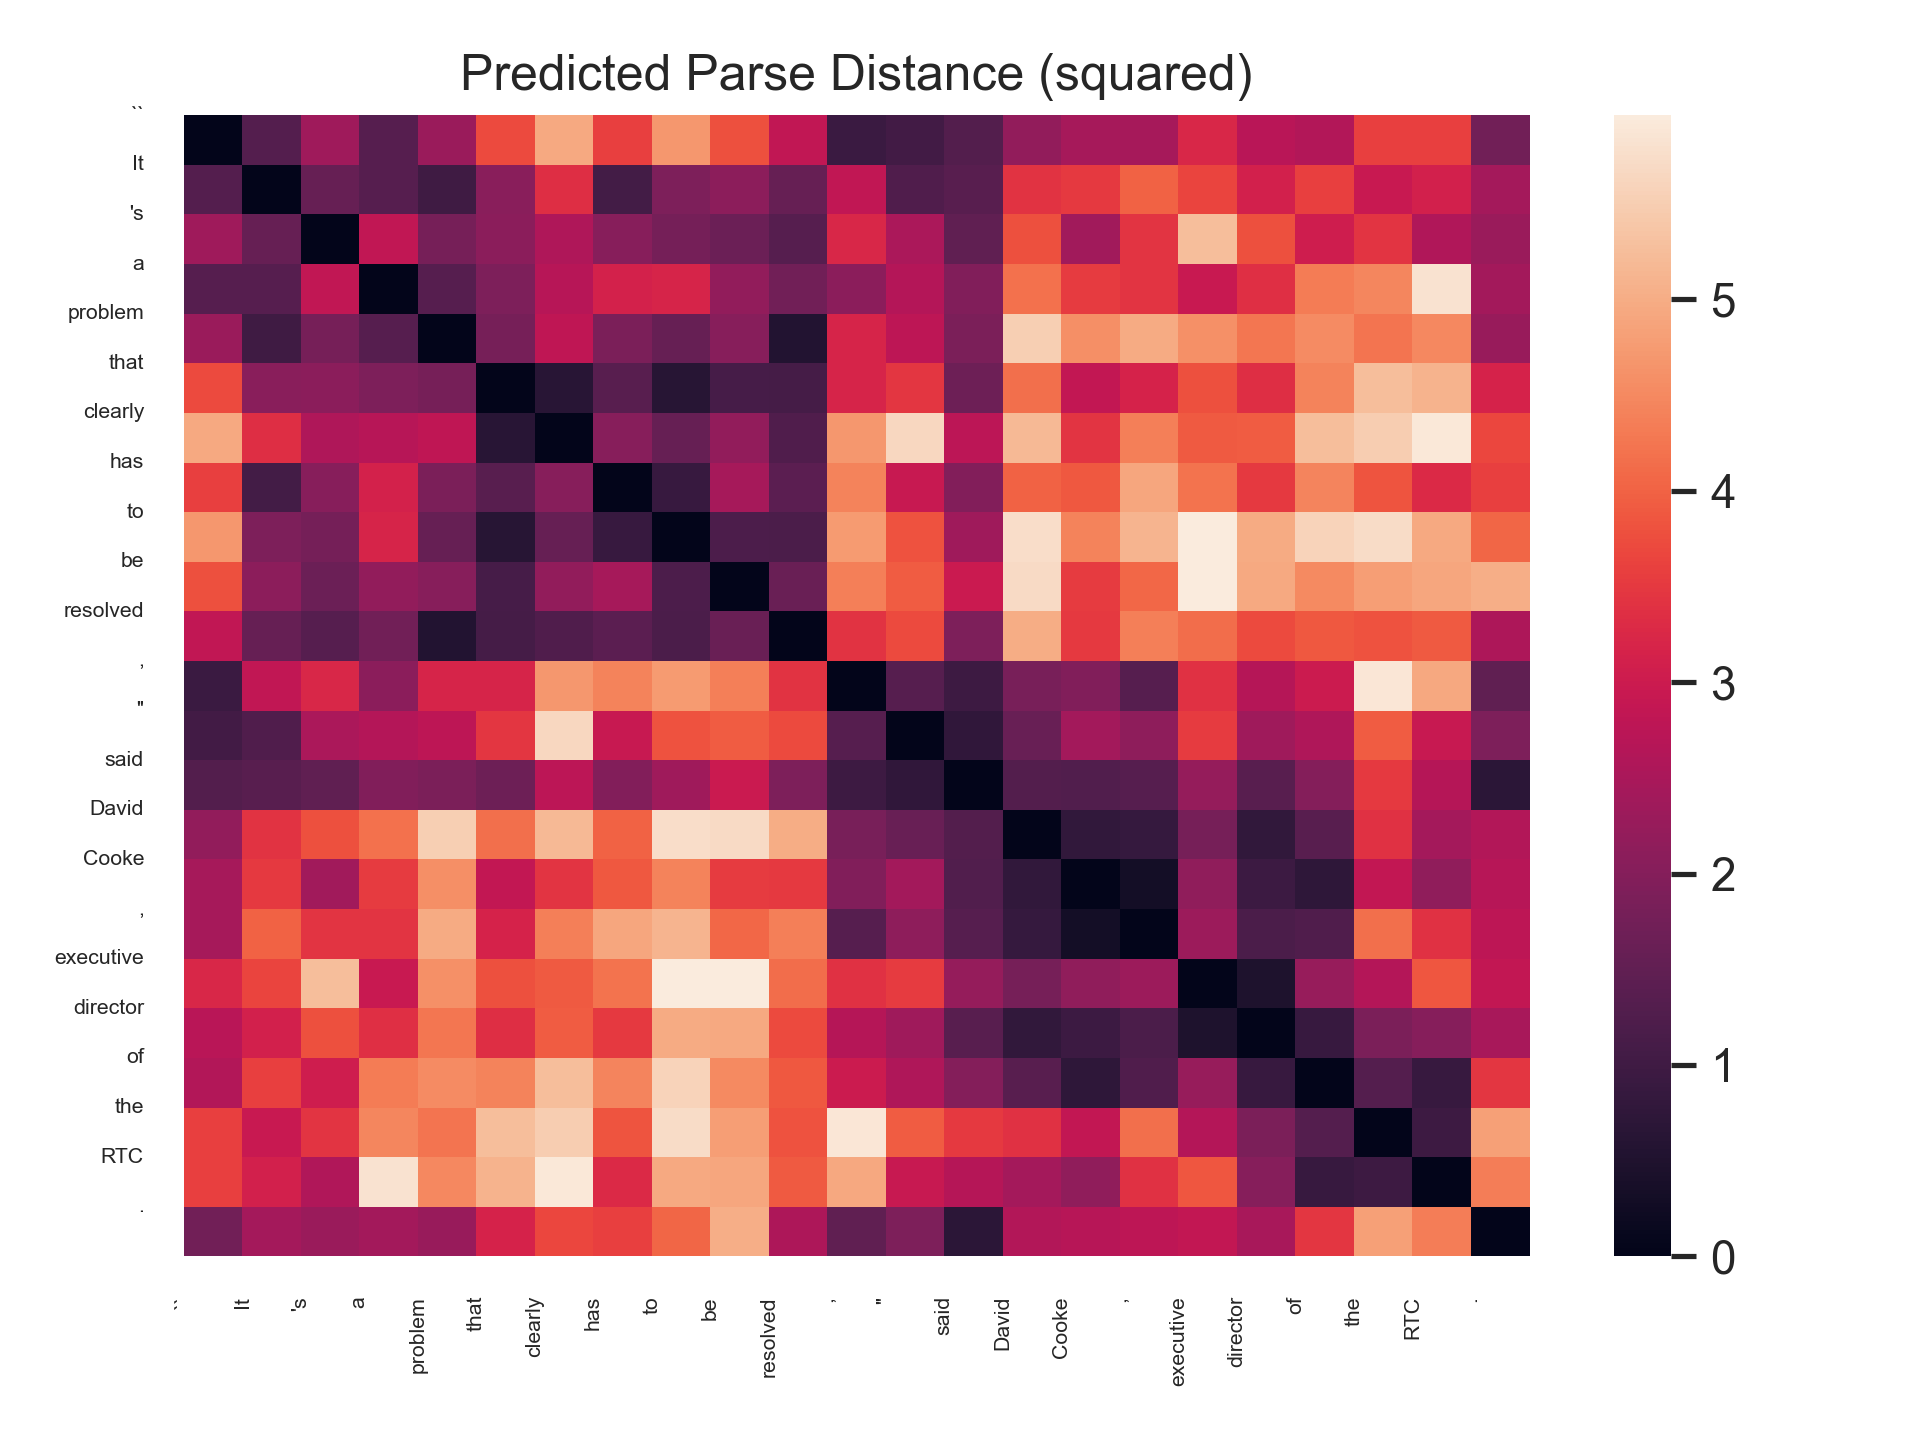 Predicted Parse Distance (squared)
``
It
's
a
problem
that
clearly
has
to
be
resolved
,
"
said
David
Cooke
,
executive
director
of
the
RTC
.
5
4
3
2
1
0
``
It
's
a
problem
that
clearly
has
to
be
resolved
,
"
said
David
Cooke
,
executive
director
of
the
RTC
.